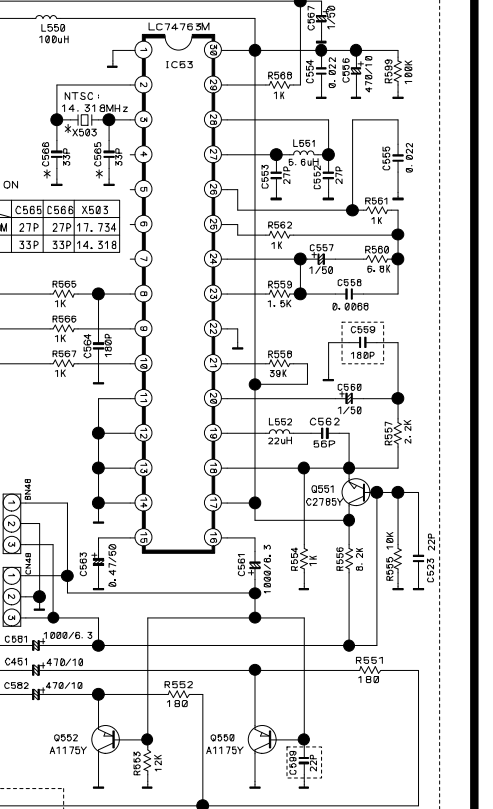 L550
100uH
LC74763M
IC53
C567
1/50
C554
0.022
C556
470/10
R599
100K
R568
1K
NTSC:
14.318MHz
*X503
*C566
33P
*C565
33P
L551
5.6uH
C553
27P
C552
27P
C555
0.022
ON
C565 C566 X503
M 27P 27P 17.734
33P 33P 14.318
R561
1K
R562
1K
C557
1/50
R560
6.8K
R559
1.5K
C558
0.0068
R565
1K
R566
1K
R567
1K
C564
180P
C559
180P
R558
39K
C560
1/50
R557
2.2K
L552
22uH
C562
56P
Q551
C2785Y
1
2
3
4
5
6
7
8
9
10
11
12
13
14
15
30
29
28
27
26
25
24
23
22
21
20
19
18
17
16
BN48
1
2
3
CN48
1
2
3
C563
0.47/50
C561
1000/6.3
R554
1K
R556
8.2K
R555 10K
C523 22P
C581 1000/6.3
C451 470/10
C582 470/10
R551
180
R552
180
Q552
A1175Y
R553
12K
Q550
A1175Y
C599
22P